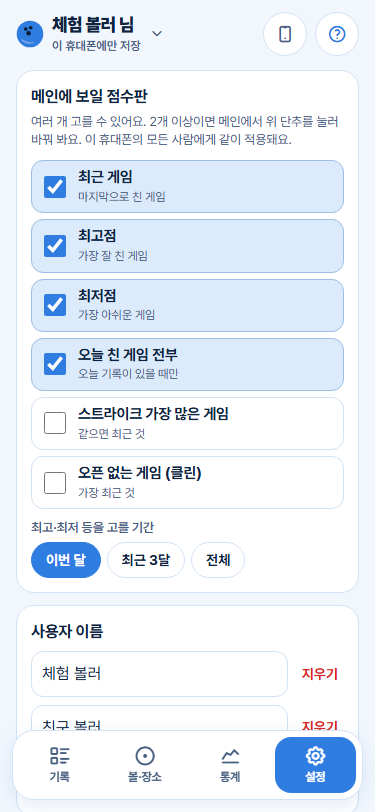 체험 볼러 님
이 휴대폰에만 저장
메인에 보일 점수판
여러 개 고를 수 있어요. 2개 이상이면 메인에서 위 단추를 눌러
바꿔 봐요. 이 휴대폰의 모든 사람에게 같이 적용돼요.
최근 게임
마지막으로 친 게임
최고점
가장 잘 친 게임
최저점
가장 아쉬운 게임
오늘 친 게임 전부
오늘 기록이 있을 때만
스트라이크 가장 많은 게임
같으면 최근 것
오픈 없는 게임 (클린)
가장 최근 것
최고·최저 등을 고를 기간
이번 달
최근 3달
전체
사용자 이름
체험 볼러
지우기
친구 볼러
지우기
기록
볼·장소
통계
설정